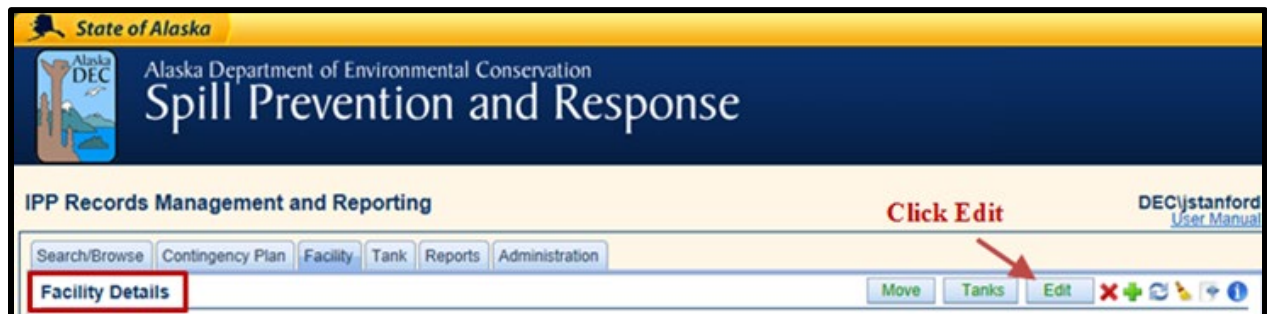 State of Alaska
Alaska
DEC
Alaska Department of Environmental Conservation
Spill Prevention and Response
IPP Records Management and Reporting
Click Edit
DEC\jstanford
User Manual
Search/Browse Contingency Plan Facility Tank Reports Administration
Facility Details Move Tanks Edit